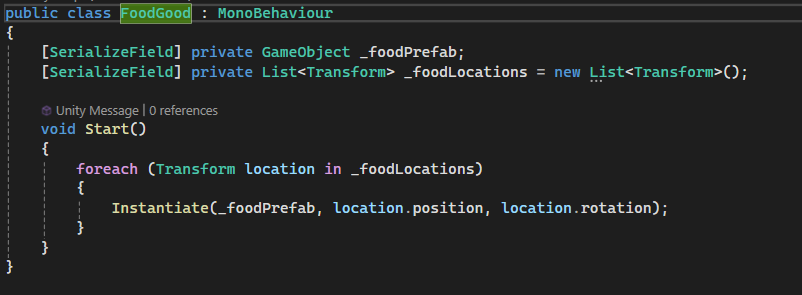 public class FoodGood : MonoBehaviour
{
[SerializeField] private GameObject _foodPrefab;
[SerializeField] private List<Transform> _foodLocations = new List<Transform>();
Unity Message | 0 references
void Start()
{
foreach (Transform location in _foodLocations)
{
Instantiate(_foodPrefab, location.position, location.rotation);
}
}
}